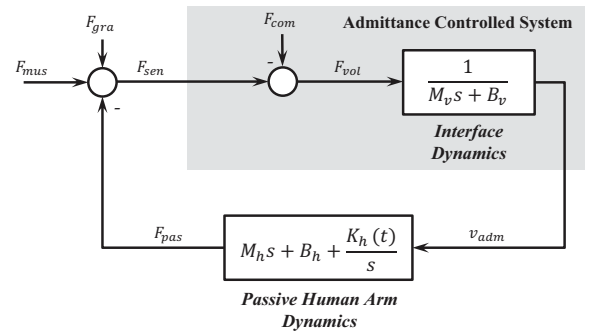 F_gra
F_com
Admittance Controlled System
F_mus
F_sen
-
F_vol
1
M_v s + B_v
-
Interface
Dynamics
F_pas
M_h s + B_h + K_h (t) / s
v_adm
Passive Human Arm
Dynamics